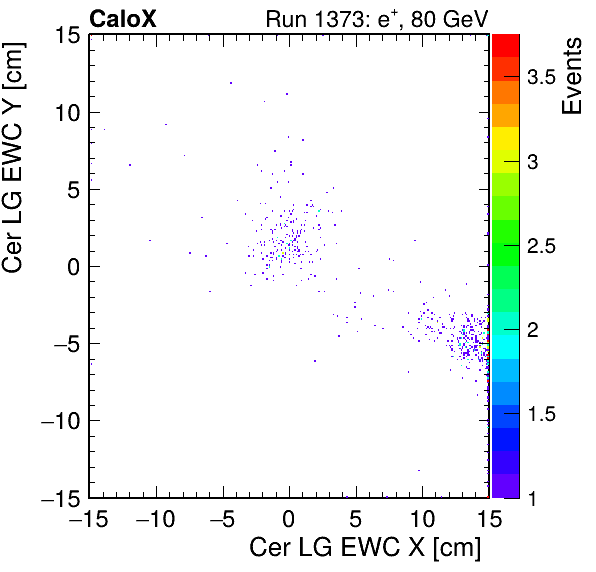 CaloX Run 1373: e+, 80 GeV
Cer LG EWC Y [cm]
15
10
5
0
−5
−10
−15
−15 −10 −5 0 5 10 15
Cer LG EWC X [cm]
Events
3.5
3
2.5
2
1.5
1